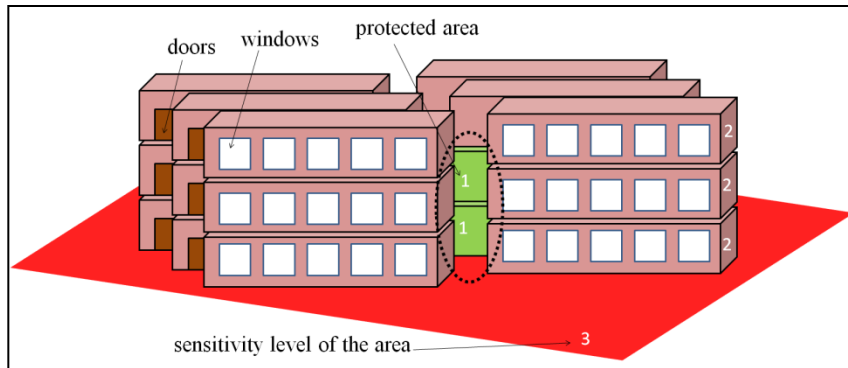 protected area
doors
windows
2
1
2
1
2
3
sensitivity level of the area